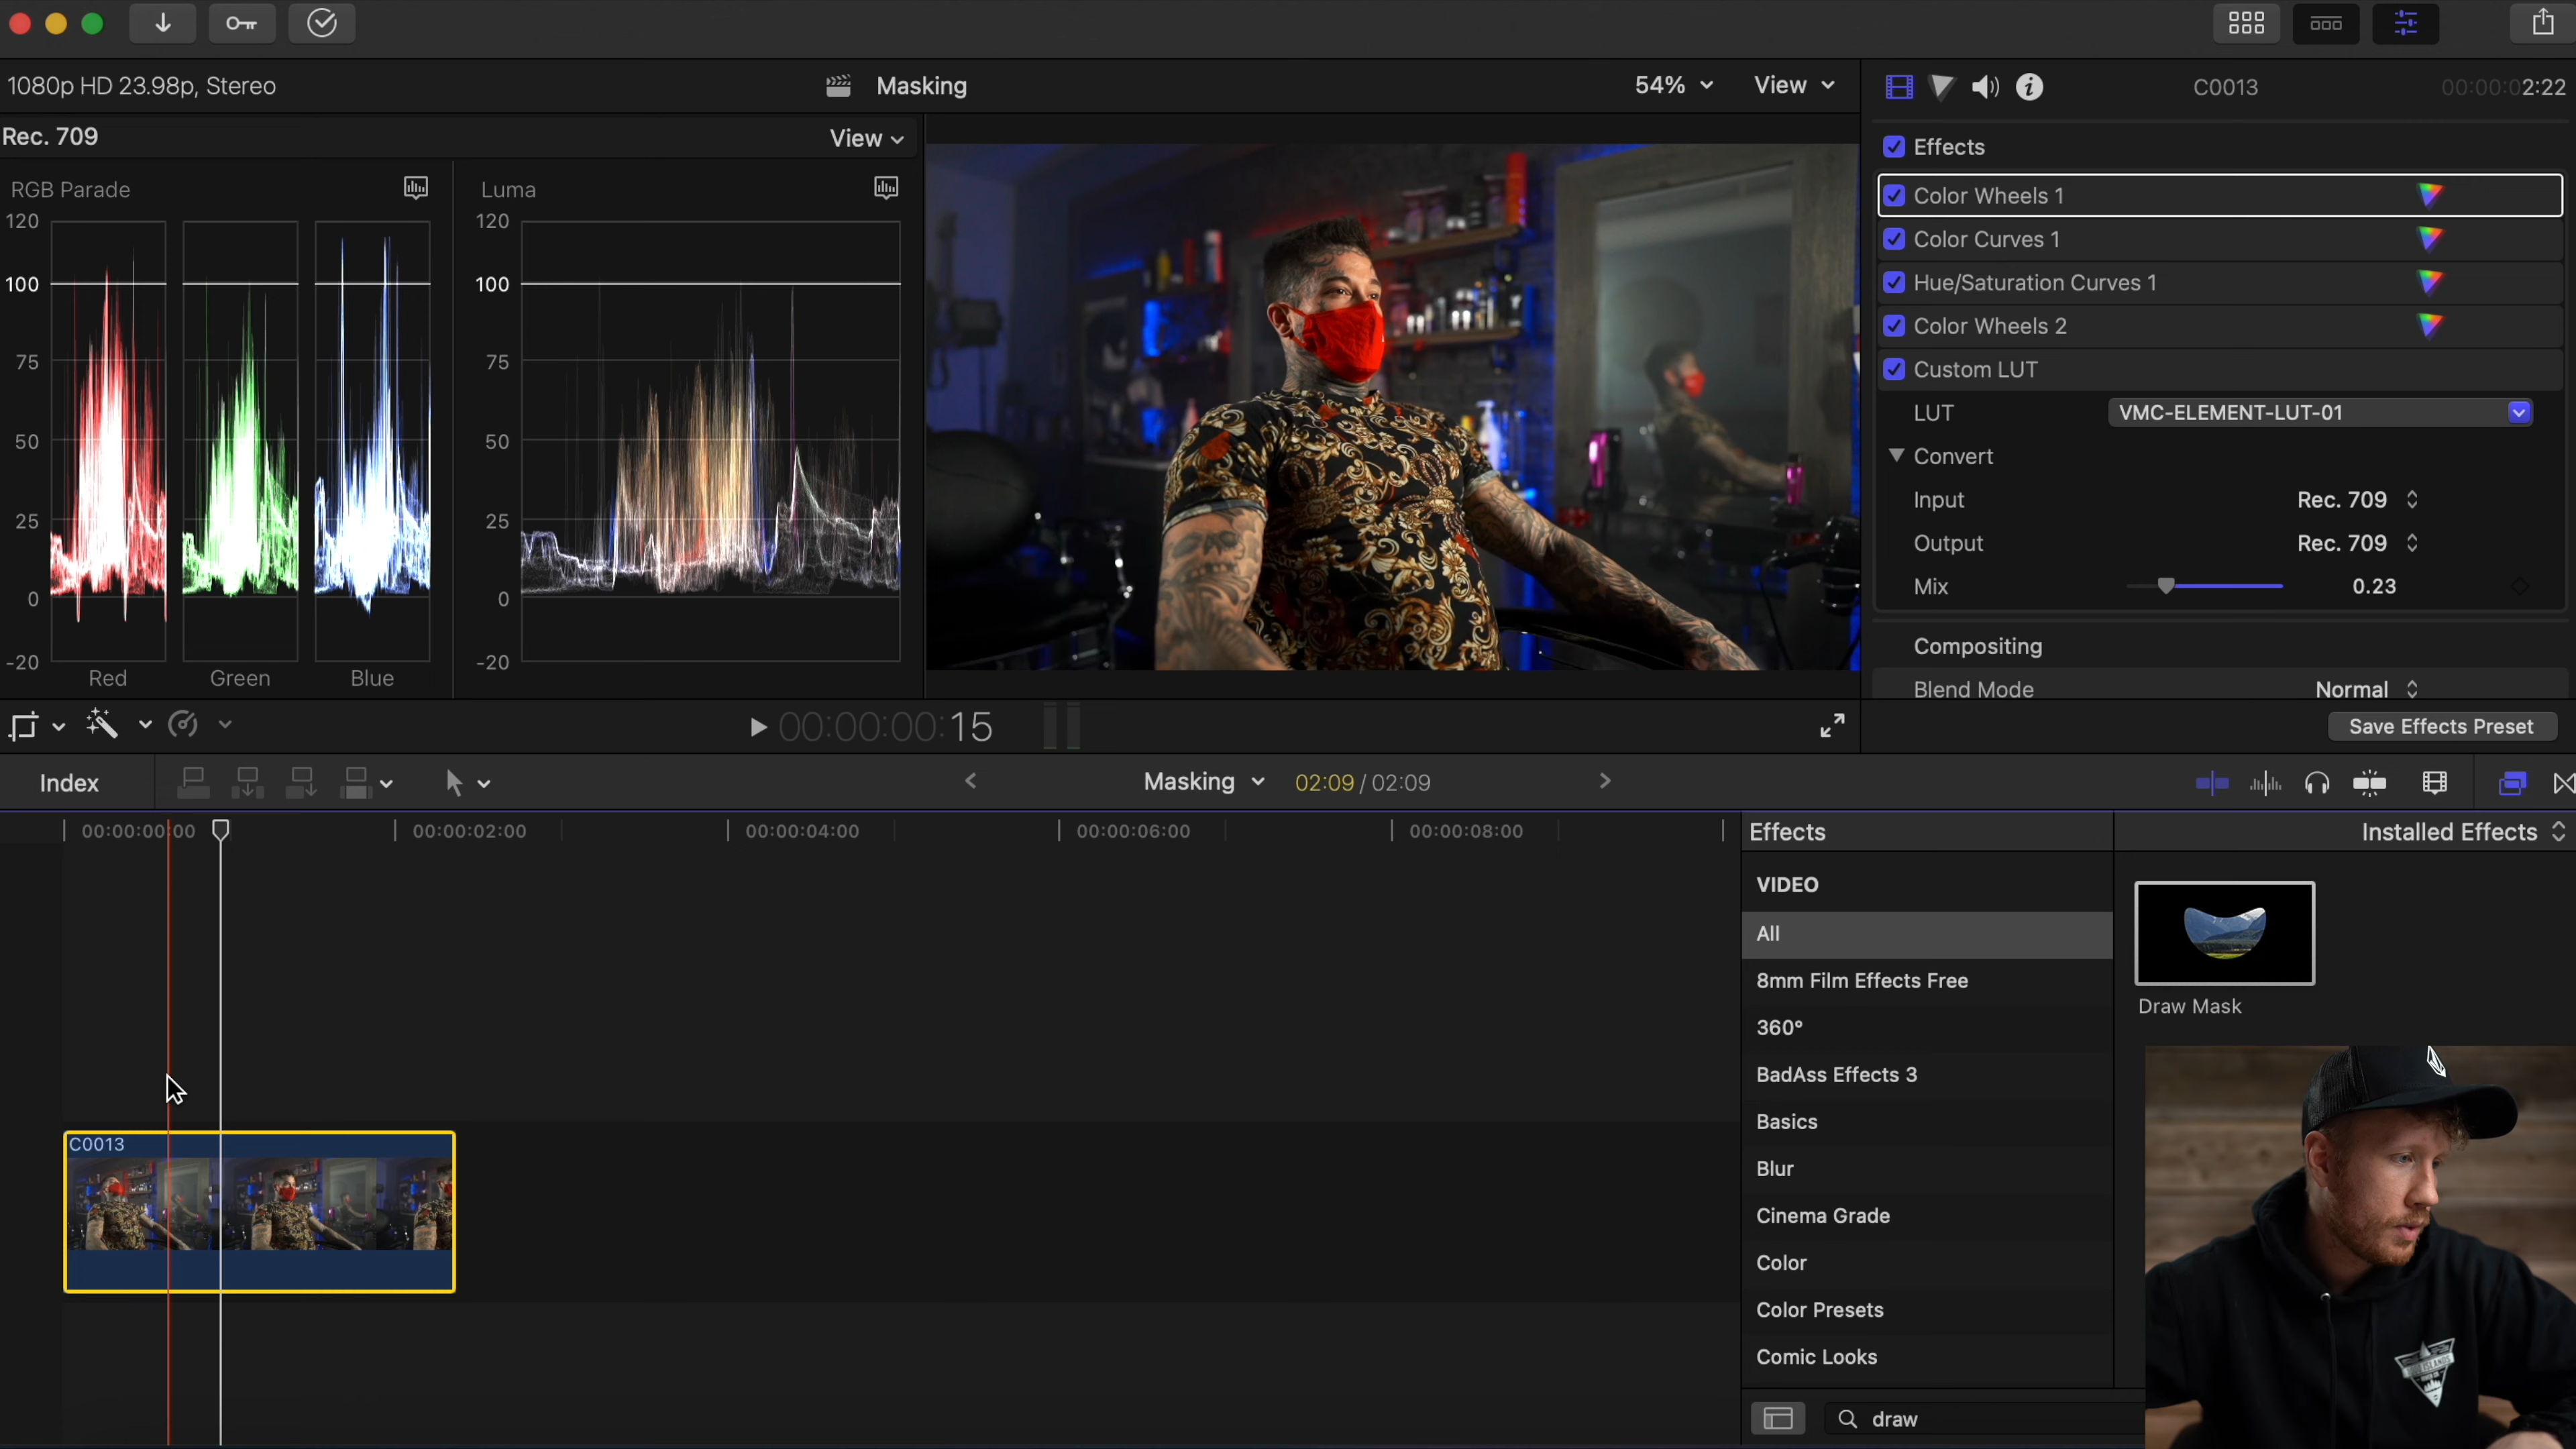 1080p HD 23.98p, Stereo
Masking
54%
View
C0013
00:00:02:22
Rec. 709
View
Effects
RGB Parade
Luma
Color Wheels 1
Color Curves 1
Hue/Saturation Curves 1
Color Wheels 2
Custom LUT
LUT
VMC-ELEMENT-LUT-01
Convert
Input
Rec. 709
Output
Rec. 709
Mix
0.23
Compositing
Blend Mode
Normal
120
100
75
50
25
0
-20
Red
Green
Blue
120
100
75
50
25
0
-20
00:00:00:15
Save Effects Preset
Index
Masking
02:09 / 02:09
00:00:00:00
00:00:02:00
00:00:04:00
00:00:06:00
00:00:08:00
Effects
Installed Effects
VIDEO
All
8mm Film Effects Free
360°
BadAss Effects 3
Basics
Blur
Cinema Grade
Color
Color Presets
Comic Looks
Draw Mask
C0013
draw